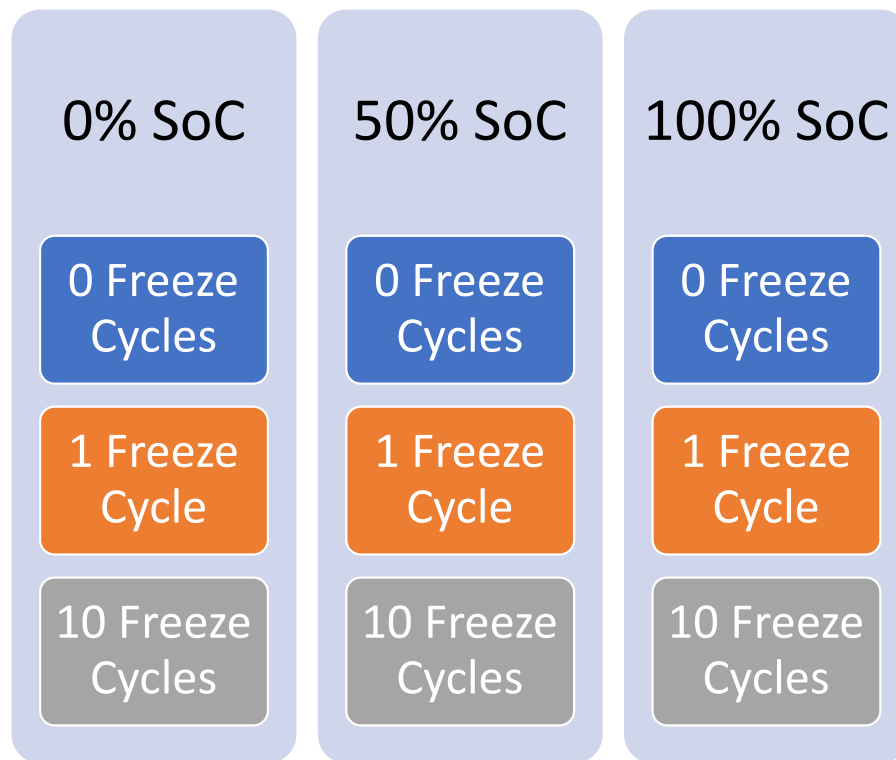 0% SoC
0 Freeze
Cycles
1 Freeze
Cycle
10 Freeze
Cycles
50% SoC
0 Freeze
Cycles
1 Freeze
Cycle
10 Freeze
Cycles
100% SoC
0 Freeze
Cycles
1 Freeze
Cycle
10 Freeze
Cycles